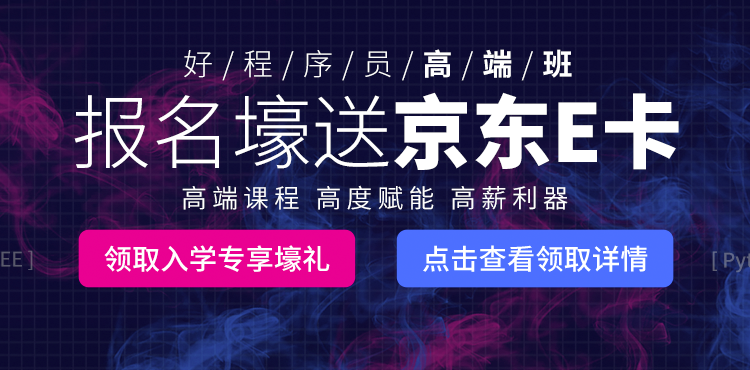 好/程/序/员/高/端/班
报名壕送京东E卡
高端课程 高度赋能 高薪利器
领取入学专享壕礼
点击查看领取详情
EE]
[Pyt